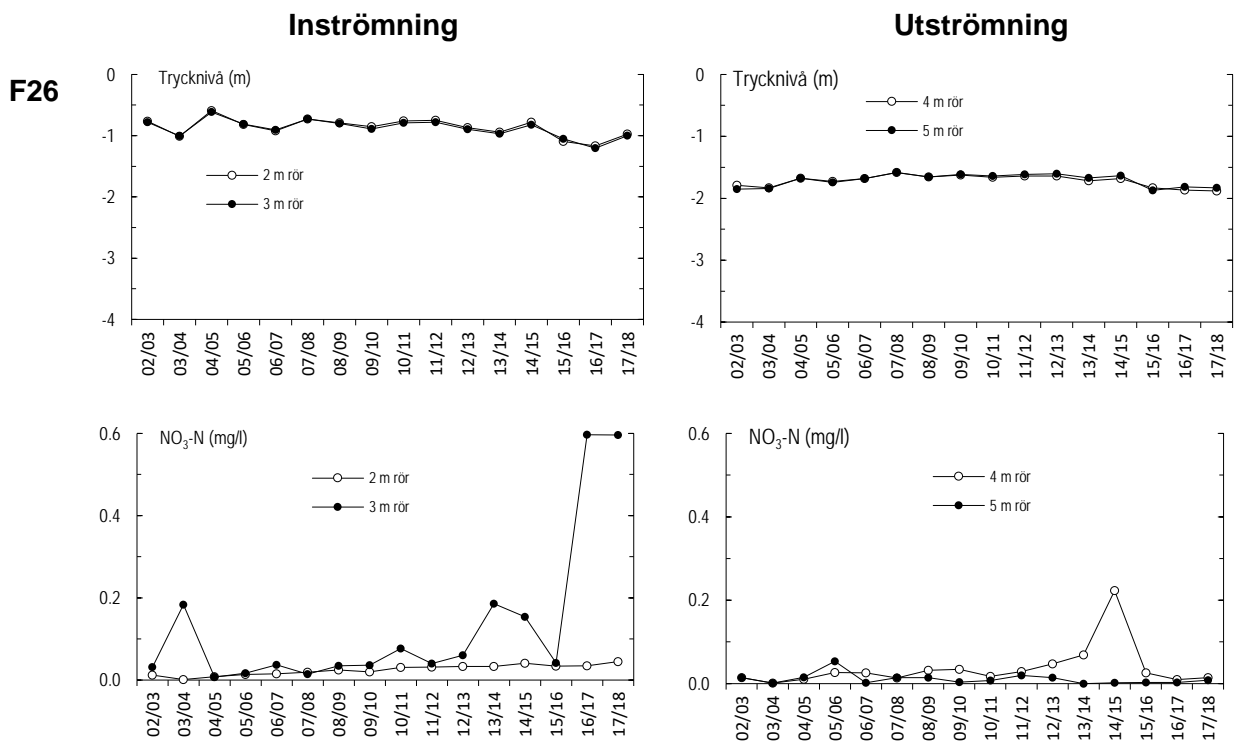 Inströmning
Utströmning
F26
Trycknivå (m)
0
-1
-2
-3
-4
2 m rör
3 m rör
02/03 03/04 04/05 05/06 06/07 07/08 08/09 09/10 10/11 11/12 12/13 13/14 14/15 15/16 16/17 17/18
Trycknivå (m)
0
-1
-2
-3
-4
4 m rör
5 m rör
02/03 03/04 04/05 05/06 06/07 07/08 08/09 09/10 10/11 11/12 12/13 13/14 14/15 15/16 16/17 17/18
NO₃-N (mg/l)
0.6
0.4
0.2
0.0
2 m rör
3 m rör
02/03 03/04 04/05 05/06 06/07 07/08 08/09 09/10 10/11 11/12 12/13 13/14 14/15 15/16 16/17 17/18
NO₃-N (mg/l)
0.6
0.4
0.2
0.0
4 m rör
5 m rör
02/03 03/04 04/05 05/06 06/07 07/08 08/09 09/10 10/11 11/12 12/13 13/14 14/15 15/16 16/17 17/18